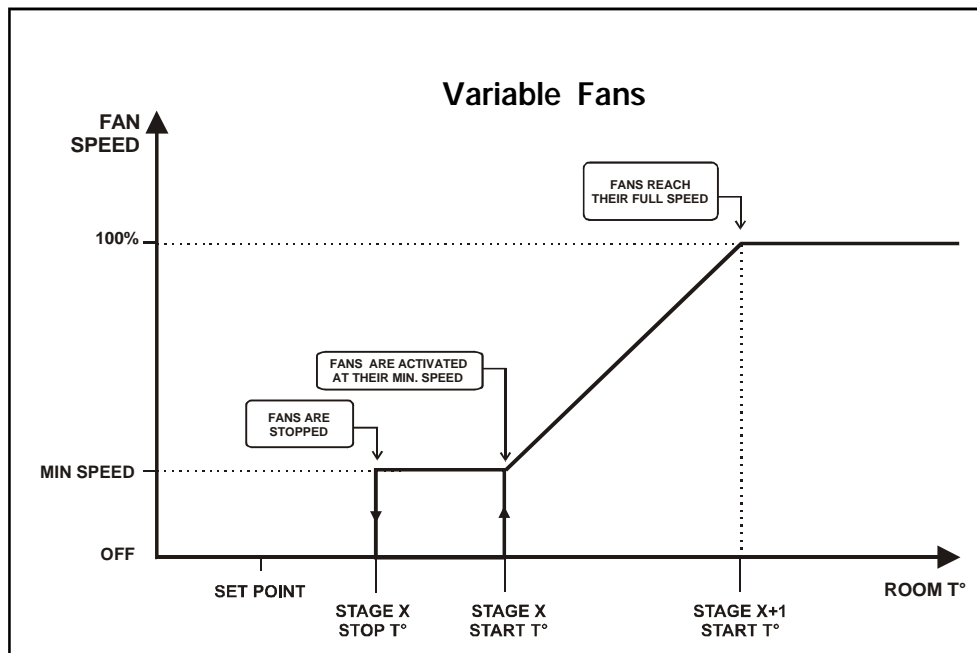 Variable Fans
FAN
SPEED
FANS REACH
THEIR FULL SPEED
100%
FANS ARE ACTIVATED
AT THEIR MIN. SPEED
FANS ARE
STOPPED
MIN SPEED
OFF
SET POINT
STAGE X
STOP T°
STAGE X
START T°
STAGE X+1
START T°
ROOM T°